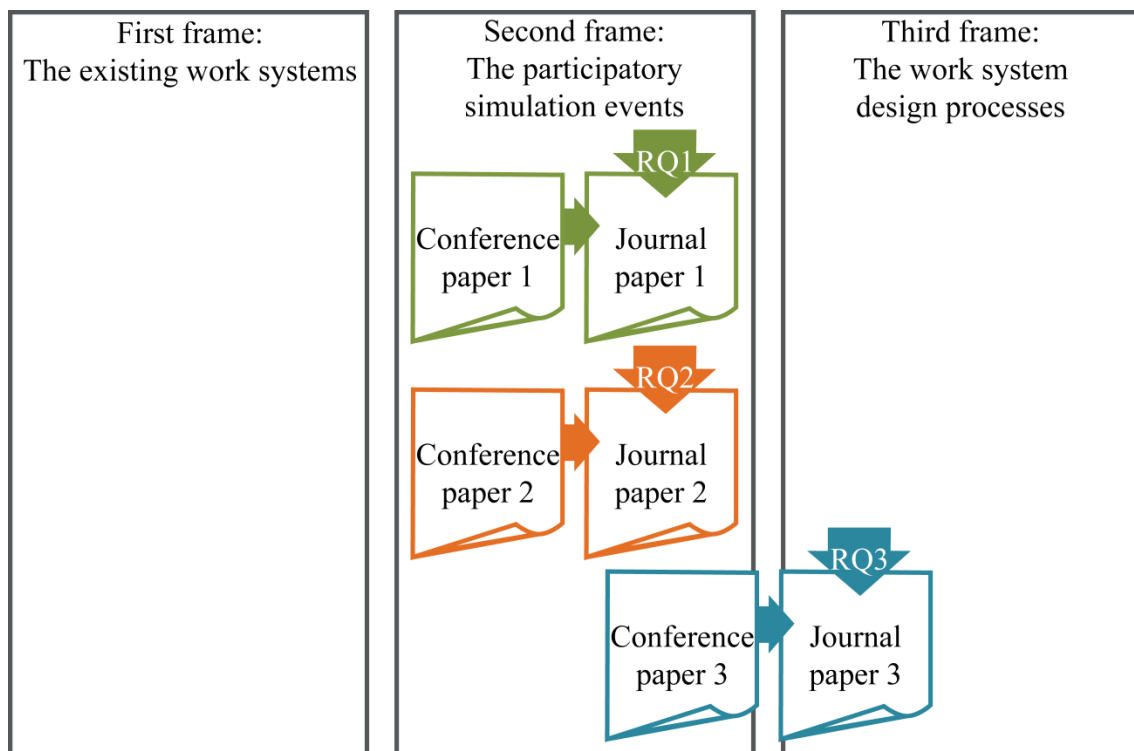 First frame:
The existing work systems
Second frame:
The participatory
simulation events
Third frame:
The work system
design processes
RQ1
Conference
paper 1
Journal
paper 1
RQ2
Conference
paper 2
Journal
paper 2
RQ3
Conference
paper 3
Journal
paper 3